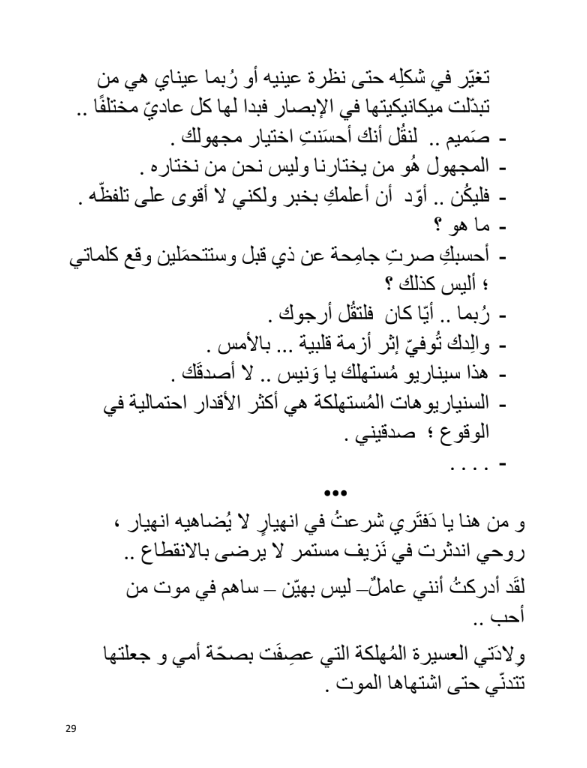 تغيّر في شكلِه حتى نظرة عينيه أو رُبما عيناي هي من
تبدّلت ميكانيكيتها في الإبصار فبدا لها كل عاديّ مختلفًا ..
- صَميم .. لنقُل أنك أحسَنتِ اختيار مجهولك .
- المجهول هُو من يختارنا وليس نحن من نختاره .
- فليكُن .. أوّد أن أعلمكِ بخبر ولكني لا أقوى على تلفظّه .
- ما هو ؟
- أحسبكِ صرتِ جامِحة عن ذي قبل وستتحمَلين وقع كلماتي
؛ أليس كذلك ؟
- رُبما .. أيّا كان فلتقُل أرجوك .
- والِدك تُوفيّ إثر أزمة قلبية ... بالأمس .
- هذا سيناريو مُستهلك يا وَنيس .. لا أصدقَك .
- السنياريوهات المُستهلكة هي أكثر الأقدار احتمالية في
الوقوع ؛ صدقيني .
- . . . .
•••
و من هنا يا دَفتَري شرعتُ في انهيارٍ لا يُضاهيه انهيار ،
روحي اندثرت في نَزيف مستمر لا يرضى بالانقطاع ..
لقَد أدركتُ أنني عاملٌ– ليس بهيّن – ساهم في موت من
أحب ..
وِلادَتي العسيرة المُهلكة التي عصِفَت بصحّة أمي و جعلتها
تتدنّي حتى اشتهاها الموت .
29